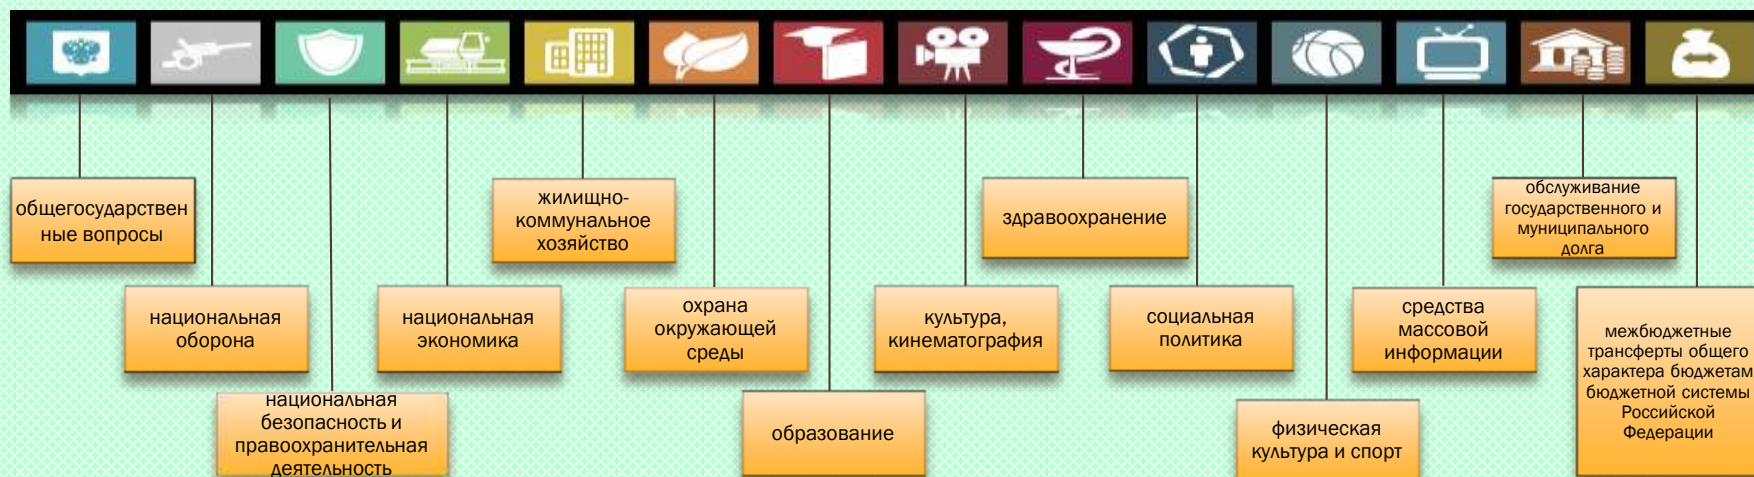 общегосударствен
ные вопросы
национальная
оборона
национальная
безопасность и
правоохранительная
деятельность
национальная
экономика
жилищно-
коммунальное
хозяйство
охрана
окружающей
среды
образование
культура,
кинематография
здравоохранение
социальная
политика
физическая
культура и спорт
средства
массовой
информации
обслуживание
государственного и
муниципального
долга
межбюджетные
трансферты общего
характера бюджетам
бюджетной системы
Российской
Федерации